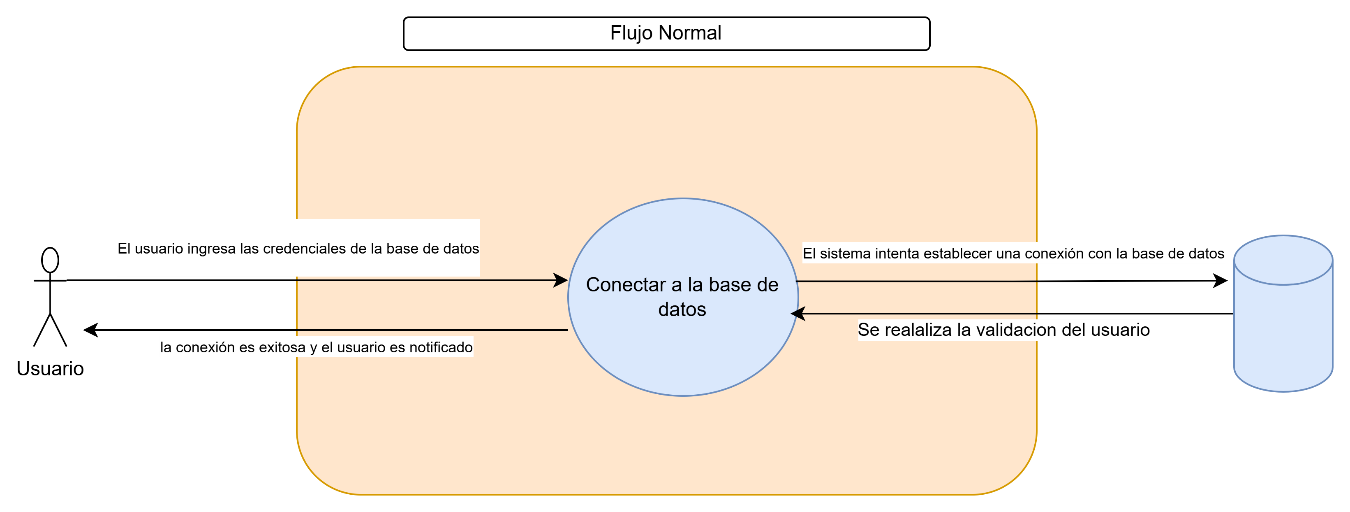 Flujo Normal
El usuario ingresa las credenciales de la base de datos
El sistema intenta establecer una conexión con la base de datos
Conectar a la base de
datos
Se realaliza la validacion del usuario
la conexión es exitosa y el usuario es notificado
Usuario